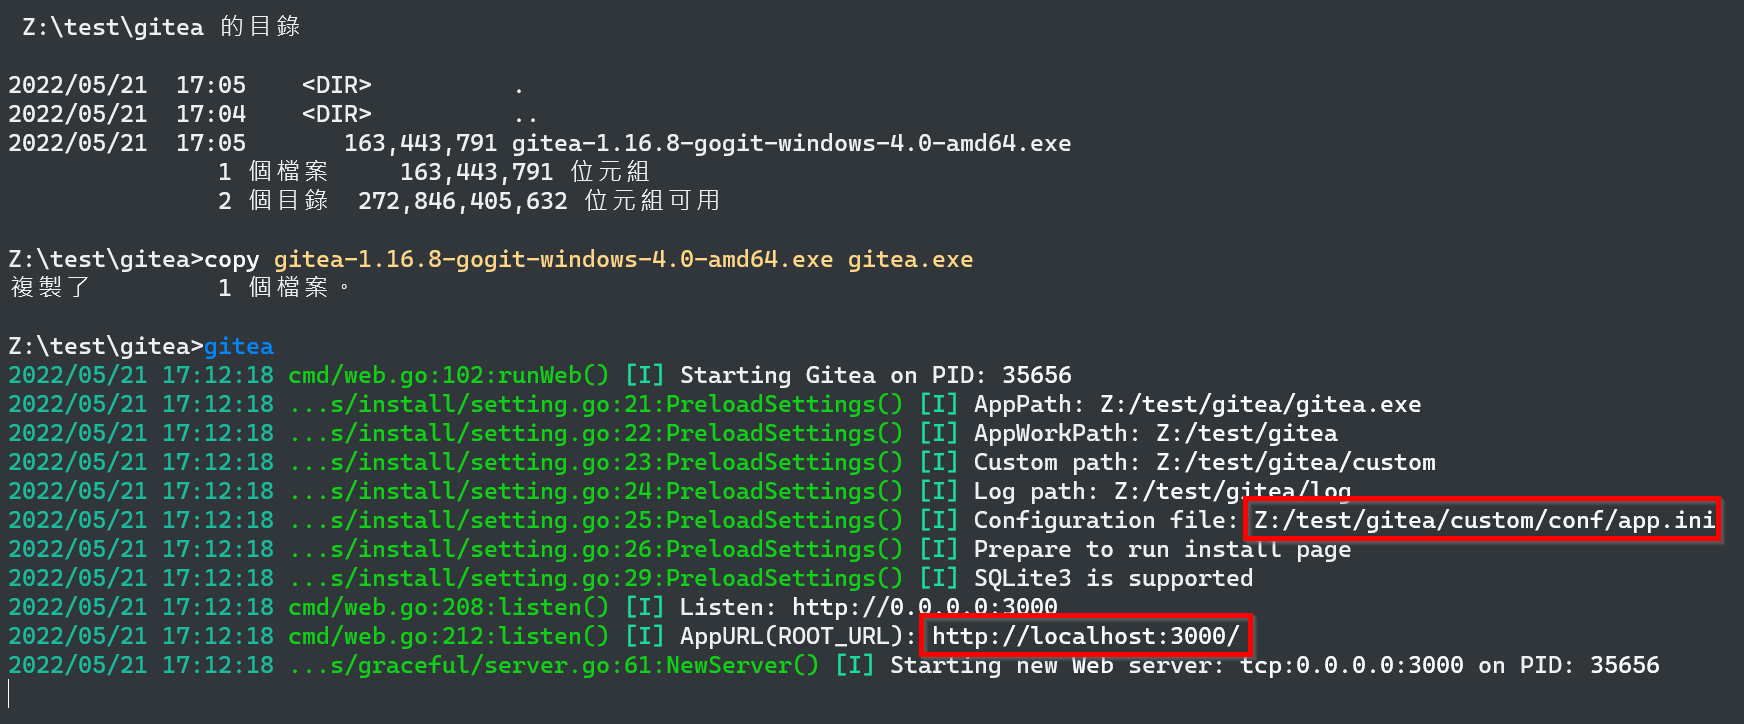 Z:\test\gitea 的目錄
2022/05/21  17:05    <DIR>          .
2022/05/21  17:04    <DIR>          ..
2022/05/21  17:05       163,443,791 gitea-1.16.8-gogit-windows-4.0-amd64.exe
               1 個檔案     163,443,791 位元組
               2 個目錄  272,846,405,632 位元組可用
Z:\test\gitea>copy gitea-1.16.8-gogit-windows-4.0-amd64.exe gitea.exe
複製了         1 個檔案。
Z:\test\gitea>gitea
2022/05/21 17:12:18 cmd/web.go:102:runWeb() [I] Starting Gitea on PID: 35656
2022/05/21 17:12:18 ...s/install/setting.go:21:PreloadSettings() [I] AppPath: Z:/test/gitea/gitea.exe
2022/05/21 17:12:18 ...s/install/setting.go:22:PreloadSettings() [I] AppWorkPath: Z:/test/gitea
2022/05/21 17:12:18 ...s/install/setting.go:23:PreloadSettings() [I] Custom path: Z:/test/gitea/custom
2022/05/21 17:12:18 ...s/install/setting.go:24:PreloadSettings() [I] Log path: Z:/test/gitea/log
2022/05/21 17:12:18 ...s/install/setting.go:25:PreloadSettings() [I] Configuration file: Z:/test/gitea/custom/conf/app.ini
2022/05/21 17:12:18 ...s/install/setting.go:26:PreloadSettings() [I] Prepare to run install page
2022/05/21 17:12:18 ...s/install/setting.go:29:PreloadSettings() [I] SQLite3 is supported
2022/05/21 17:12:18 cmd/web.go:208:listen() [I] Listen: http://0.0.0.0:3000
2022/05/21 17:12:18 cmd/web.go:212:listen() [I] AppURL(ROOT_URL): http://localhost:3000/
2022/05/21 17:12:18 ...s/graceful/server.go:61:NewServer() [I] Starting new Web server: tcp:0.0.0.0:3000 on PID: 35656